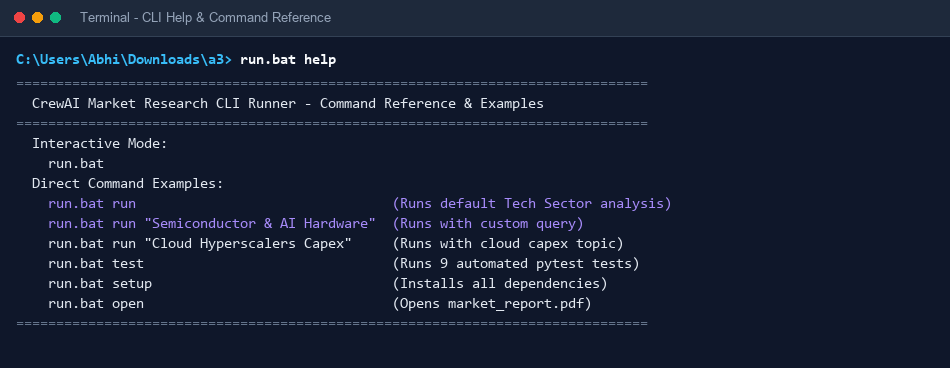 Terminal - CLI Help & Command Reference
C:\Users\Abhi\Downloads\a3> run.bat help
===============================================================================
CrewAI Market Research CLI Runner - Command Reference & Examples
===============================================================================
Interactive Mode:
run.bat
Direct Command Examples:
run.bat run (Runs default Tech Sector analysis)
run.bat run "Semiconductor & AI Hardware" (Runs with custom query)
run.bat run "Cloud Hyperscalers Capex" (Runs with cloud capex topic)
run.bat test (Runs 9 automated pytest tests)
run.bat setup (Installs all dependencies)
run.bat open (Opens market_report.pdf)
===============================================================================